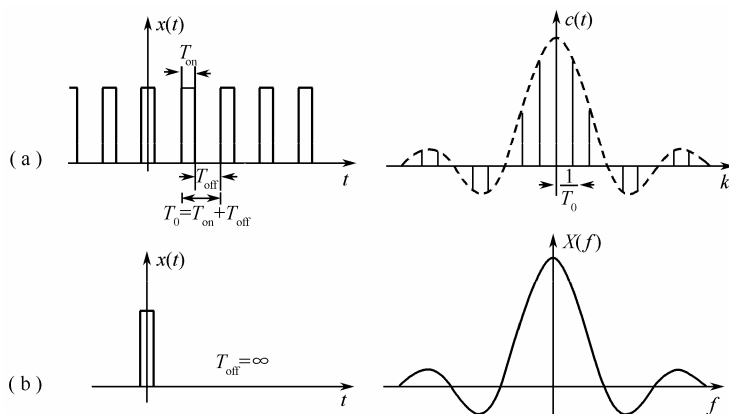 x(t)
T_on
(a)
T_off
t
T_0=T_on+T_off
c(t)
1/T_0
k
x(t)
T_off=∞
(b)
t
X(f)
f